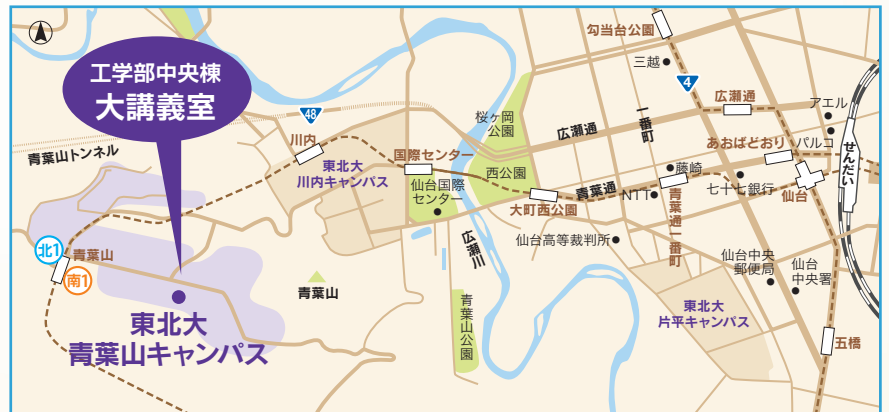 工学部中央棟
大講義室
48
4
勾当台公園
三越
広瀬通
アエル
パルコ
あおばどおり
せんだい
仙台
一番町
広瀬通
桜ヶ岡
公園
西公園
青葉山トンネル
川内
国際センター
東北大
川内キャンパス
仙台国際
センター
大町西公園
青葉通
NTT
藤崎
七十七銀行
青葉通一番町
仙台高等裁判所
広瀬川
仙台中央
郵便局
仙台
中央署
北1
青葉山
南1
青葉山
青葉山公園
東北大
片平キャンパス
五橋
東北大
青葉山キャンパス